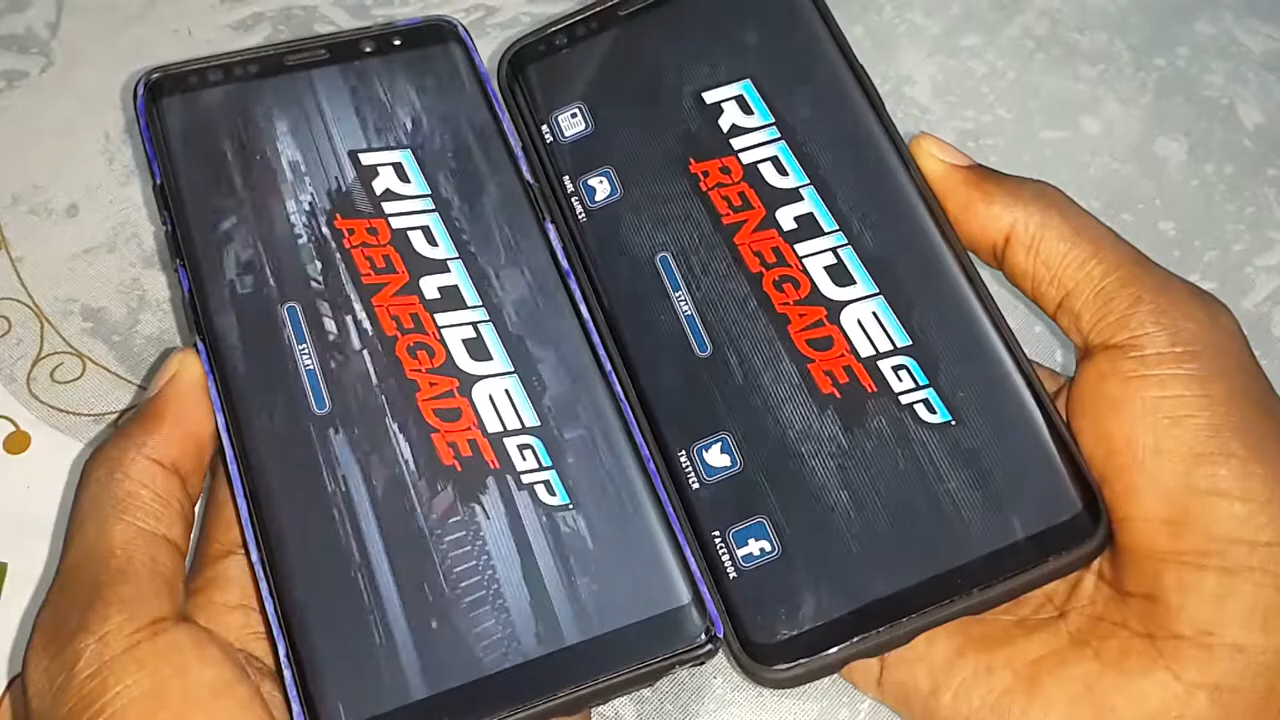 RIPTIDE GP
RENEGADE
START
NEWS
MORE GAMES!
RIPTIDE GP
RENEGADE
START
TWITTER
FACEBOOK